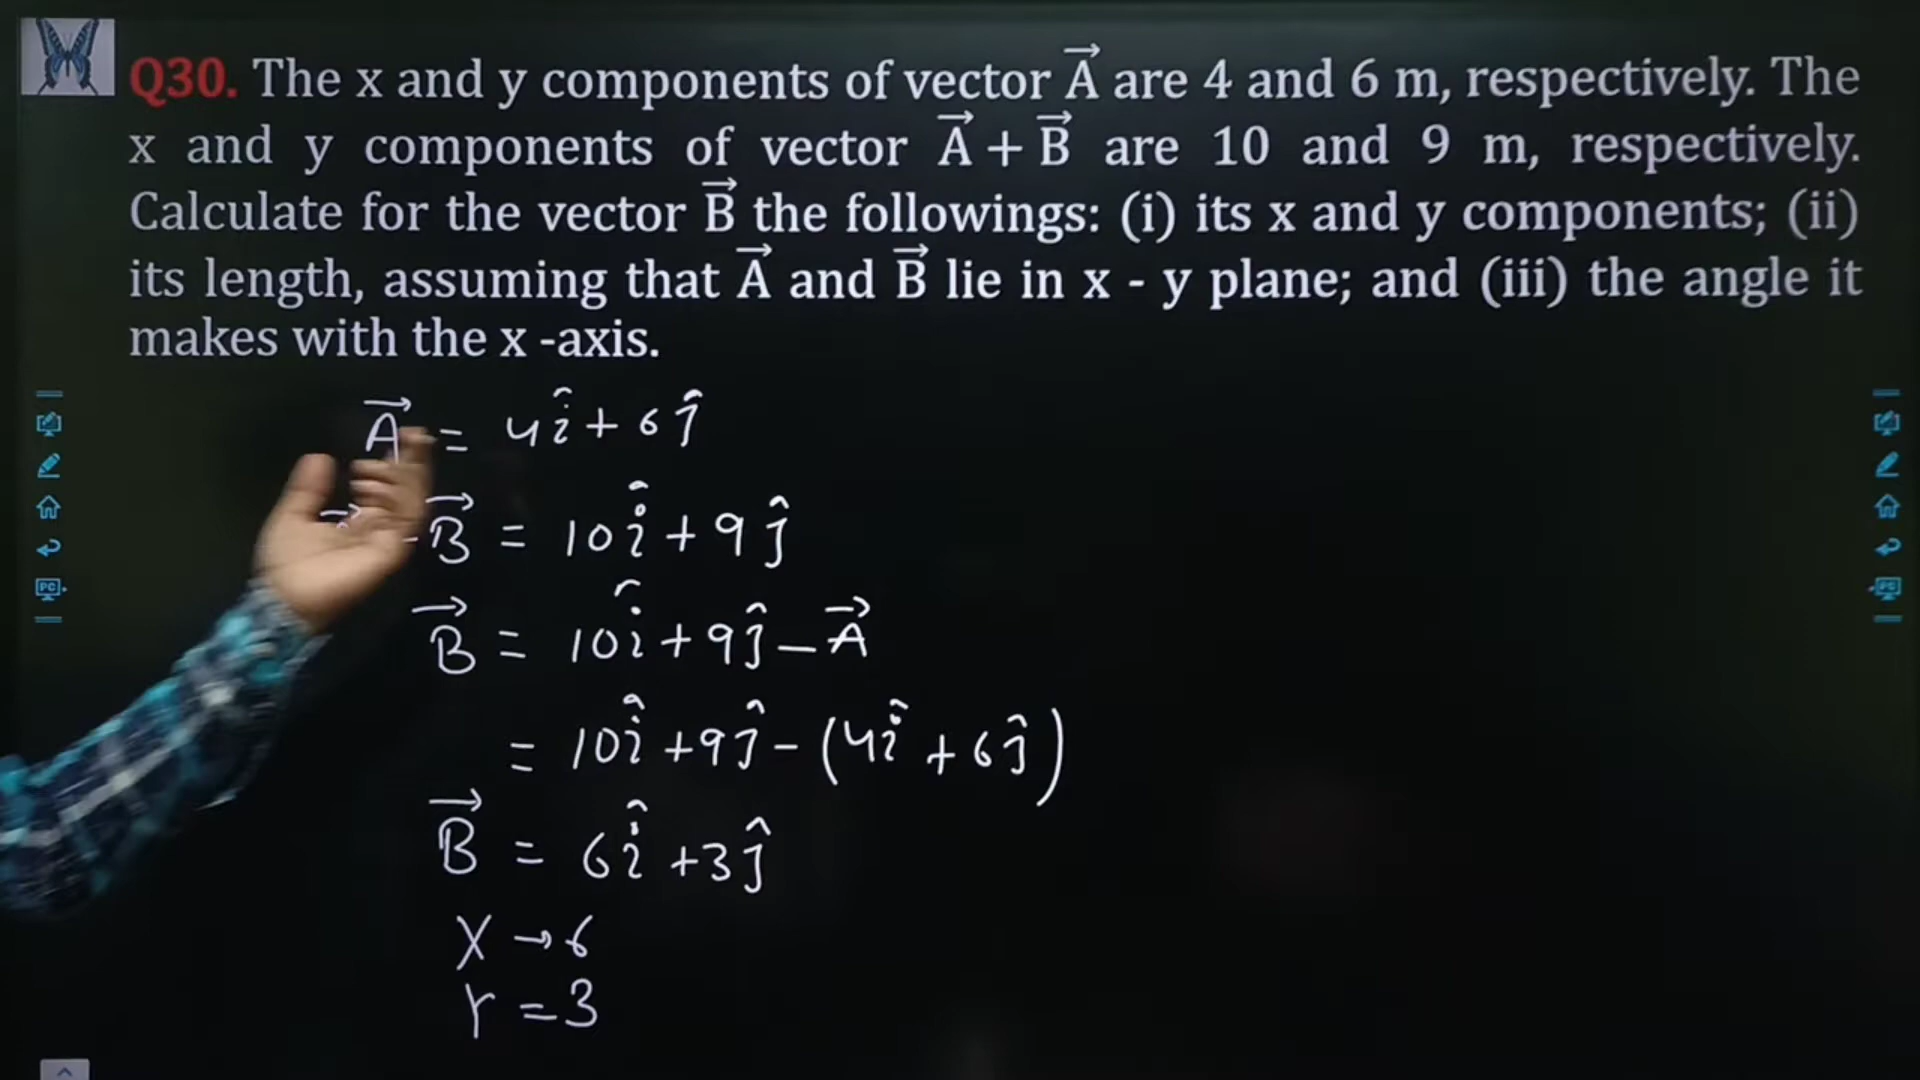 Q30. The x and y components of vector A⃗ are 4 and 6 m, respectively. The
x and y components of vector A⃗ + B⃗ are 10 and 9 m, respectively.
Calculate for the vector B⃗ the followings: (i) its x and y components; (ii)
its length, assuming that A⃗ and B⃗ lie in x - y plane; and (iii) the angle it
makes with the x -axis.
A⃗ = 4î + 6ĵ
B⃗ = 10î + 9ĵ
B⃗ = 10î + 9ĵ − A⃗
= 10î + 9ĵ − (4î + 6ĵ)
B⃗ = 6î + 3ĵ
X → 6
Y = 3
PC
PC